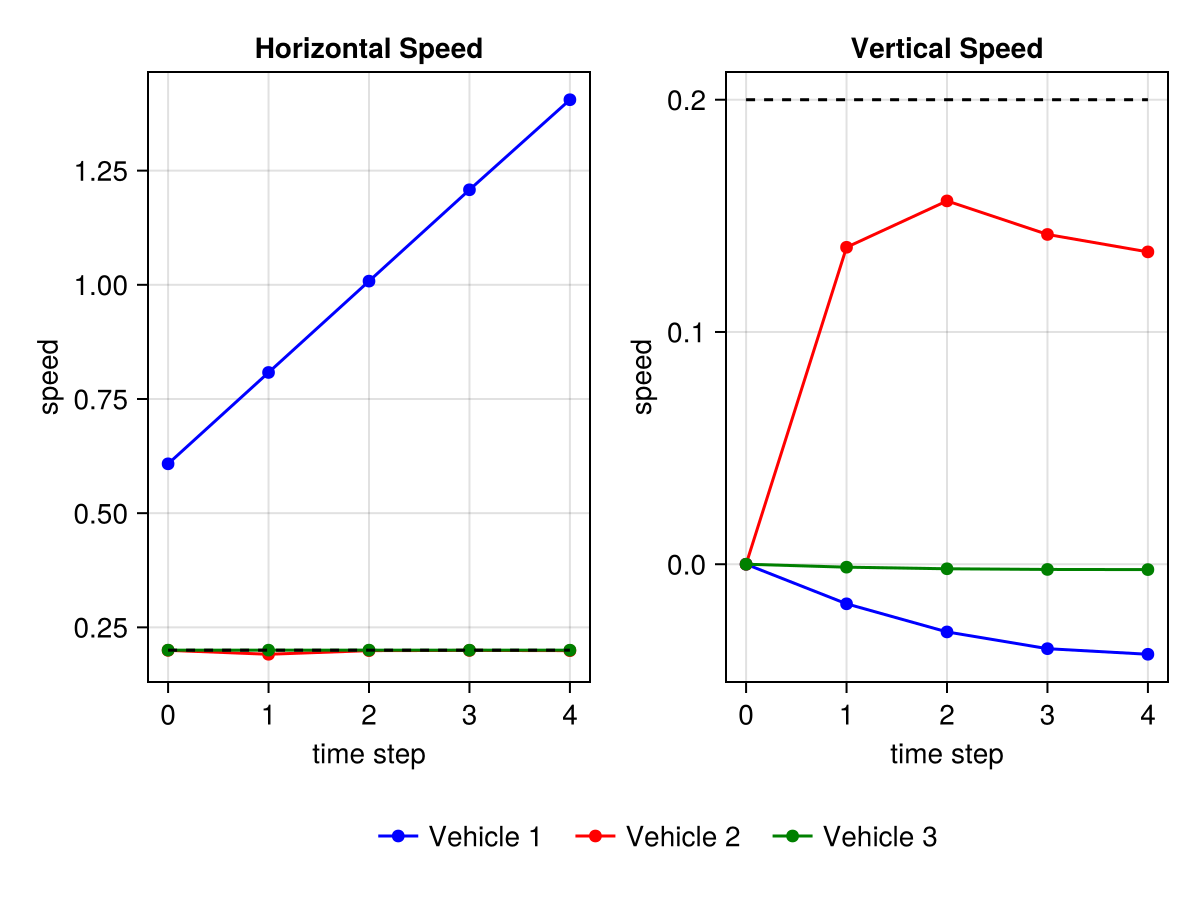 Horizontal Speed
speed
1.25
1.00
0.75
0.50
0.25
0 1 2 3 4
time step
Vertical Speed
speed
0.2
0.1
0.0
0 1 2 3 4
time step
Vehicle 1 Vehicle 2 Vehicle 3